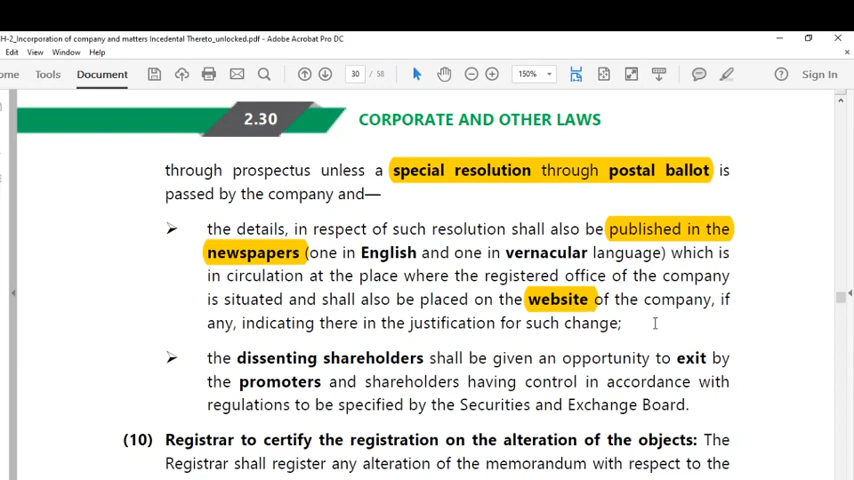 CH-2_Incorporation of company and matters Incedental Thereto_unlocked.pdf - Adobe Acrobat Pro DC
Edit View Window Help
ome Tools Document 30 / 58 150% Sign In
2.30 CORPORATE AND OTHER LAWS
through prospectus unless a special resolution through postal ballot is
passed by the company and—
➢ the details, in respect of such resolution shall also be published in the
newspapers (one in English and one in vernacular language) which is
in circulation at the place where the registered office of the company
is situated and shall also be placed on the website of the company, if
any, indicating there in the justification for such change;
➢ the dissenting shareholders shall be given an opportunity to exit by
the promoters and shareholders having control in accordance with
regulations to be specified by the Securities and Exchange Board.
(10) Registrar to certify the registration on the alteration of the objects: The
Registrar shall register any alteration of the memorandum with respect to the